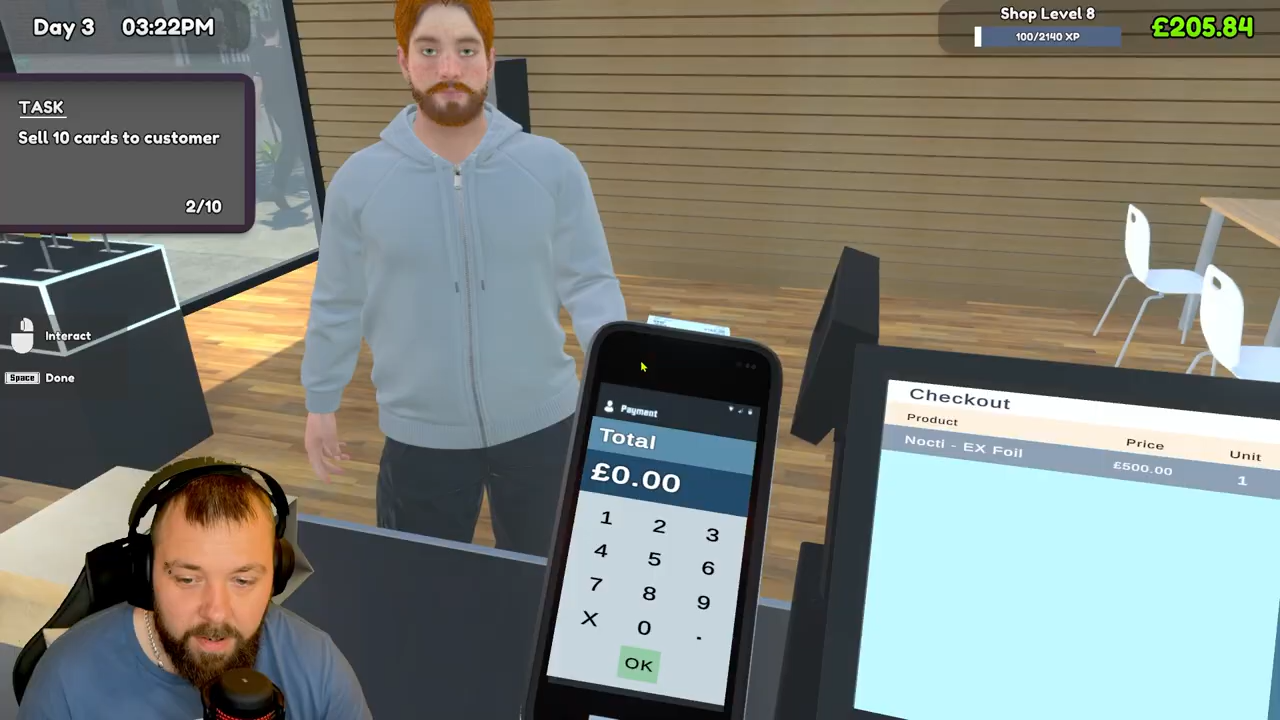 Day 3 03:22PM
Shop Level 8
100/2140 XP
£205.84
TASK
Sell 10 cards to customer
2/10
Interact
Space Done
Payment
Total
£0.00
1 2 3
4 5 6
7 8 9
X 0 .
OK
Checkout
Product Price Unit
Nocti - EX Foil £500.00 1